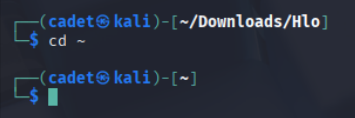 ┌──(cadet㉿kali)-[~/Downloads/Hlo]
└─$ cd ~
┌──(cadet㉿kali)-[~]
└─$